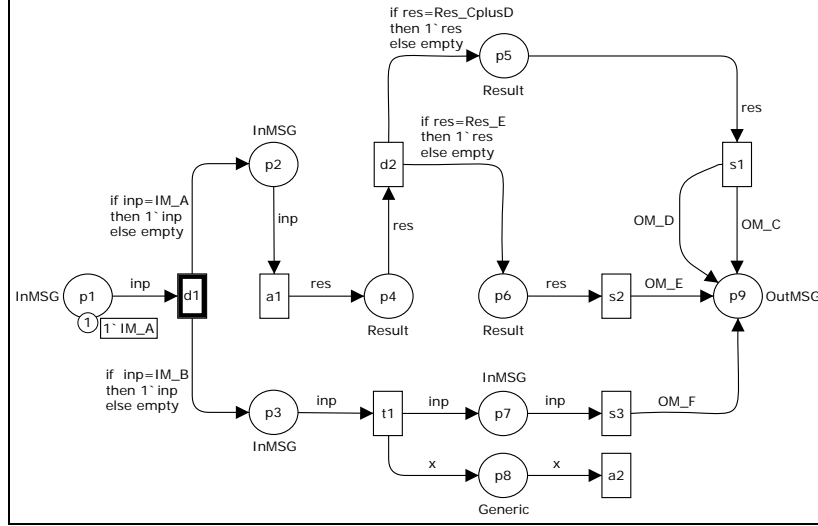 if res=Res_CplusD
then 1`res
else empty
p5
Result
res
InMSG
if res=Res_E
then 1`res
else empty
p2
d2
s1
if inp=IM_A
then 1`inp
else empty
inp
res
OM_D
OM_C
InMSG
p1
inp
d1
a1
res
p4
p6
res
s2
OM_E
p9
OutMSG
1
1`IM_A
Result
Result
if inp=IM_B
then 1`inp
else empty
InMSG
p3
inp
t1
inp
p7
inp
s3
OM_F
InMSG
x
p8
x
a2
Generic